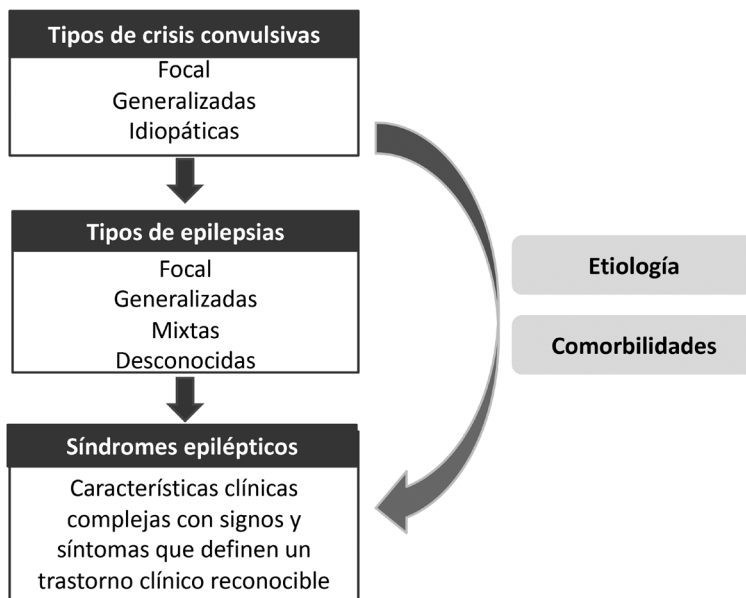 Tipos de crisis convulsivas
Focal
Generalizadas
Idiopáticas
Tipos de epilepsias
Focal
Generalizadas
Mixtas
Desconocidas
Síndromes epilépticos
Características clínicas
complejas con signos y
síntomas que definen un
trastorno clínico reconocible
Etiología
Comorbilidades